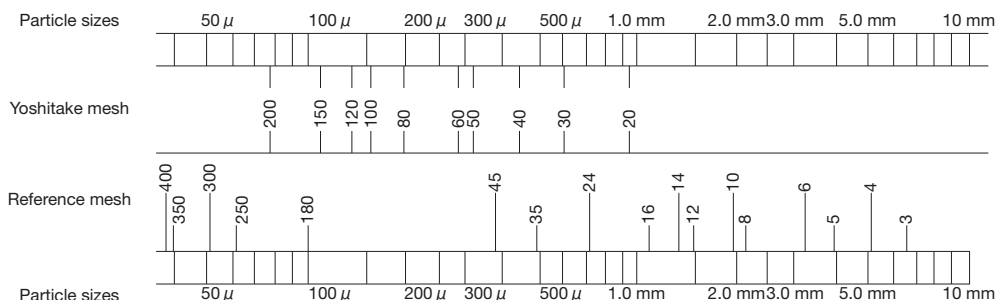 Particle sizes 50 μ 100 μ 200 μ 300 μ 500 μ 1.0 mm 2.0 mm 3.0 mm 5.0 mm 10 mm
Yoshitake mesh 200 150 120 100 80 60 50 40 30 20
Reference mesh 400 350 300 250 180 45 35 24 16 14 12 10 8 6 5 4 3
Particle sizes 50 μ 100 μ 200 μ 300 μ 500 μ 1.0 mm 2.0 mm 3.0 mm 5.0 mm 10 mm